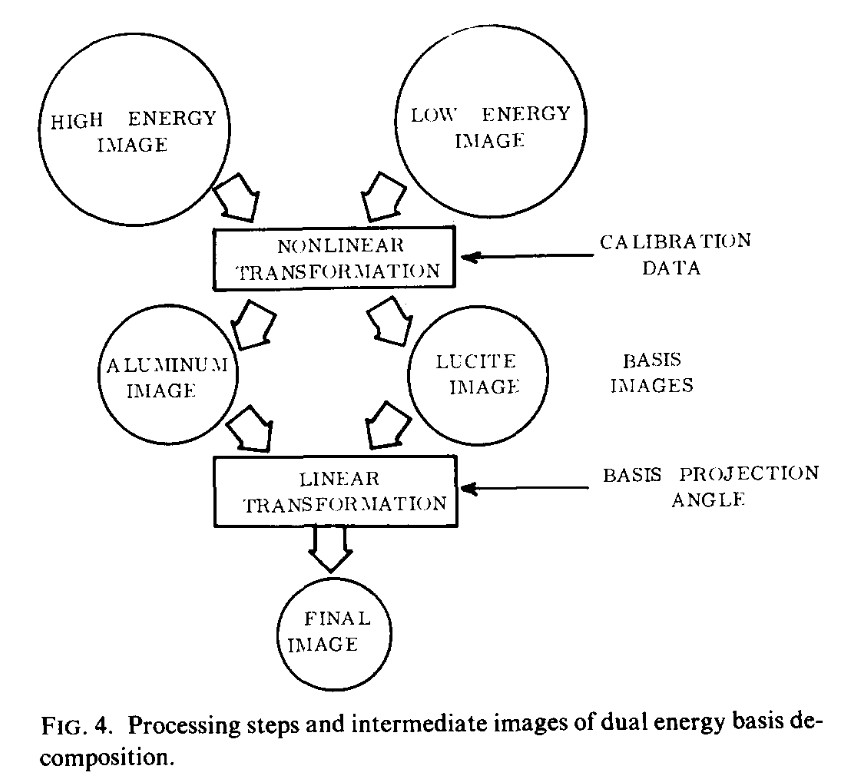 HIGH ENERGY
IMAGE
LOW ENERGY
IMAGE
NONLINEAR
TRANSFORMATION
CALIBRATION
DATA
ALUMINUM
IMAGE
LUCITE
IMAGE
BASIS
IMAGES
LINEAR
TRANSFORMATION
BASIS PROJECTION
ANGLE
FINAL
IMAGE
FIG. 4. Processing steps and intermediate images of dual energy basis de-
composition.